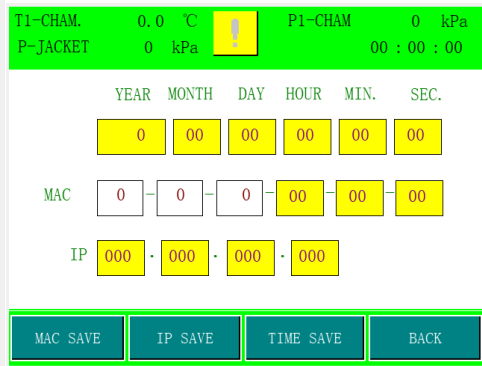 T1-CHAM. 0.0 ℃ ! P1-CHAM 0 kPa
P-JACKET 0 kPa 00 : 00 : 00
YEAR MONTH DAY HOUR MIN. SEC.
0 00 00 00 00 00
MAC 0 - 0 - 0 - 00 - 00 - 00
IP 000 . 000 . 000 . 000
MAC SAVE IP SAVE TIME SAVE BACK